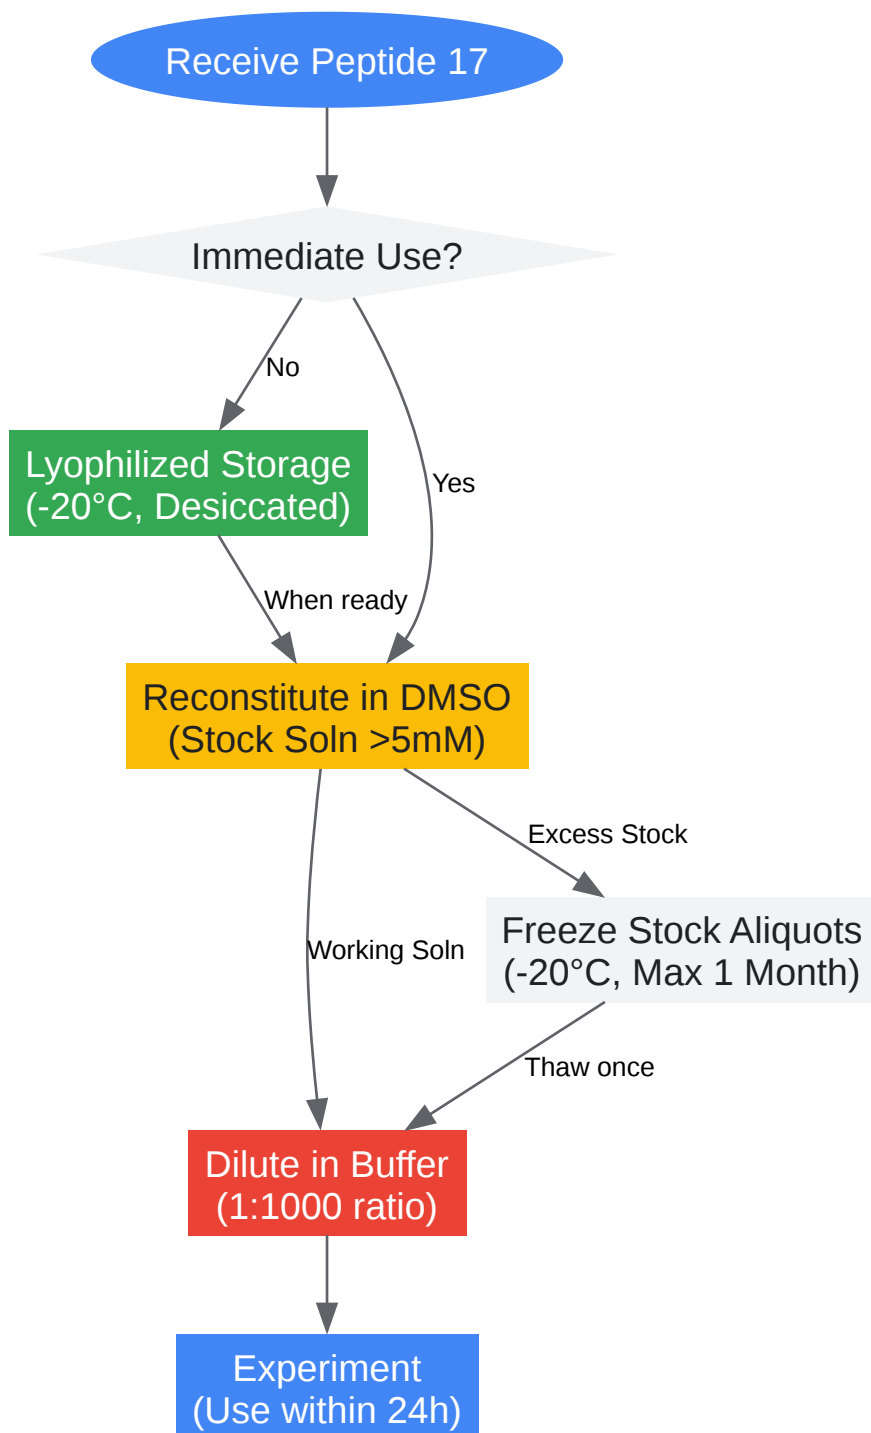 Receive Peptide 17
Immediate Use?
No
Lyophilized Storage
(-20°C, Desiccated)
Yes
When ready
Reconstitute in DMSO
(Stock Soln >5mM)
Excess Stock
Freeze Stock Aliquots
(-20°C, Max 1 Month)
Working Soln
Thaw once
Dilute in Buffer
(1:1000 ratio)
Experiment
(Use within 24h)